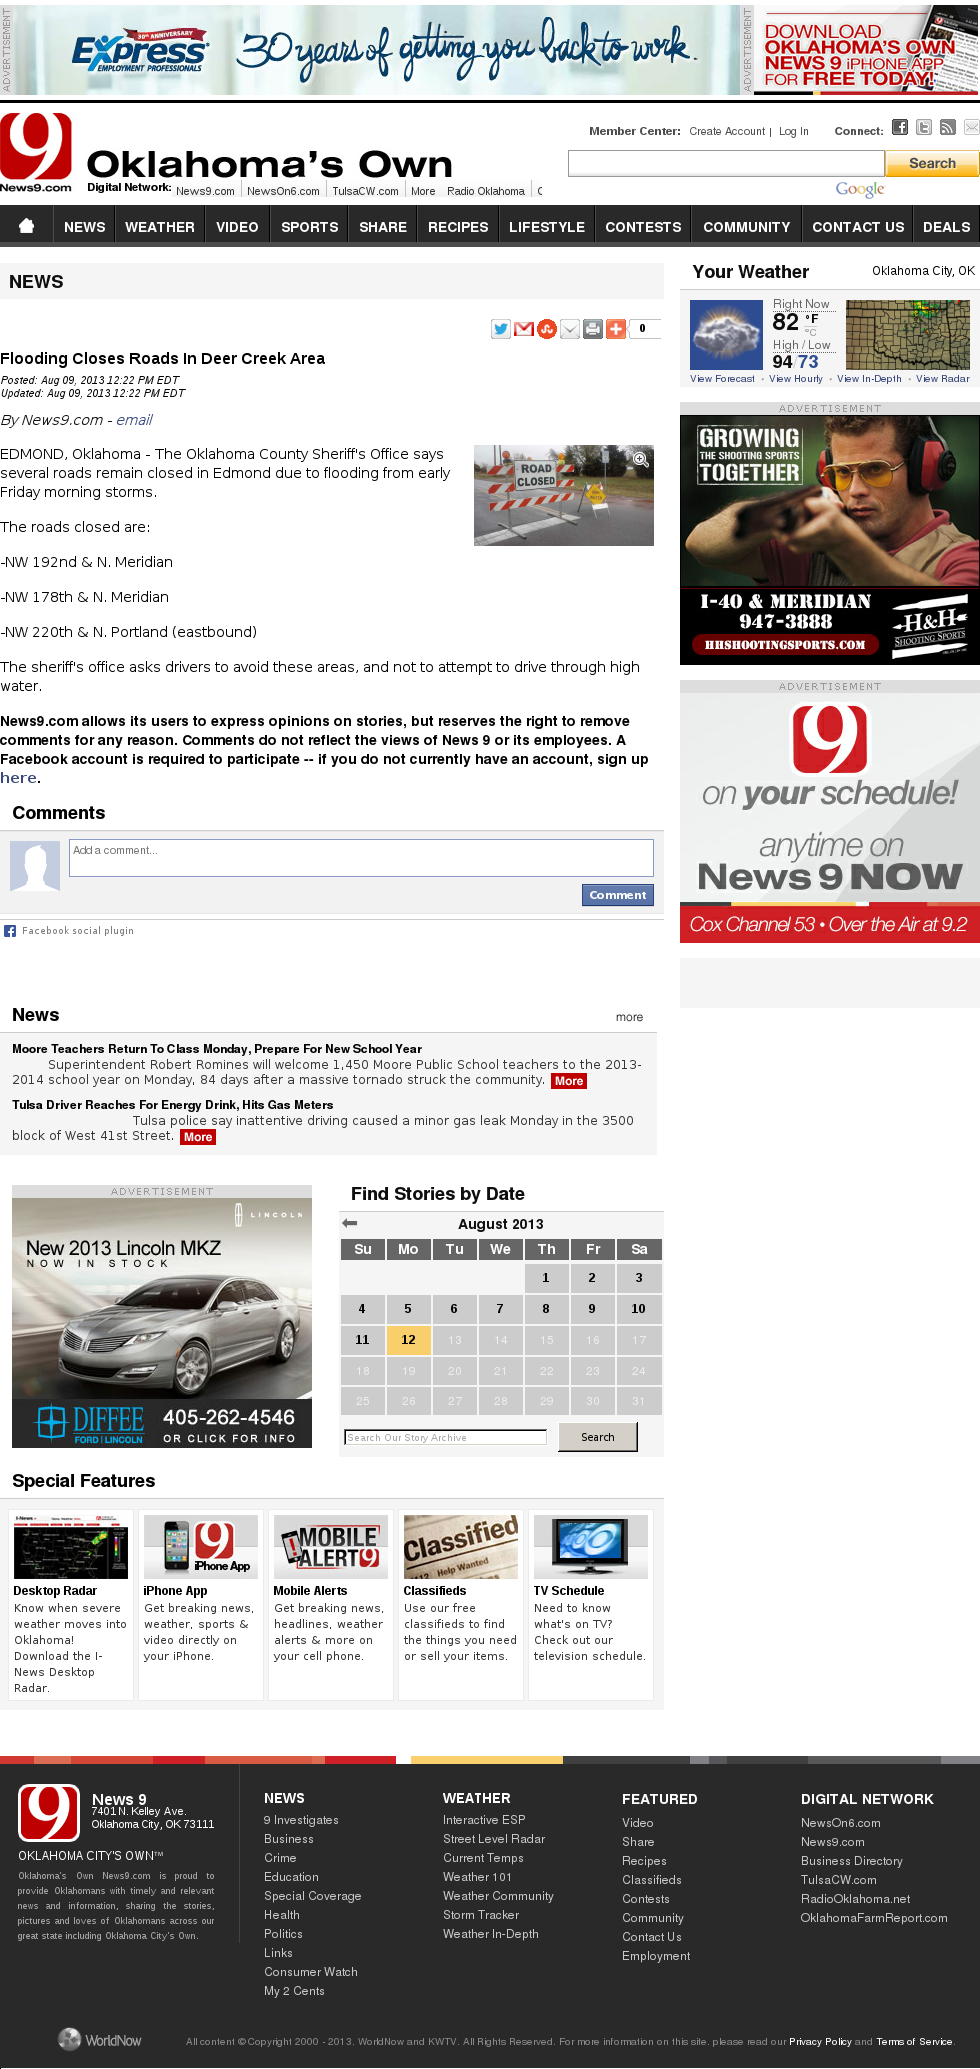 ADVERTISEMENT
30TH ANNIVERSARY
EXPRESS
EMPLOYMENT PROFESSIONALS
30 years of getting you back to work.
ADVERTISEMENT
DOWNLOAD
OKLAHOMA'S OWN
NEWS 9 iPHONE APP
FOR FREE TODAY!
9
News9.com
Oklahoma's Own
Member Center: Create Account | Log In
Connect:
Search
Google
Digital Network: News9.com NewsOn6.com TulsaCW.com More Radio Oklahoma
NEWS WEATHER VIDEO SPORTS SHARE RECIPES LIFESTYLE CONTESTS COMMUNITY CONTACT US DEALS
NEWS
0
Flooding Closes Roads In Deer Creek Area
Posted: Aug 09, 2013 12:22 PM EDT
Updated: Aug 09, 2013 12:22 PM EDT
By News9.com - email
EDMOND, Oklahoma - The Oklahoma County Sheriff's Office says
several roads remain closed in Edmond due to flooding from early
Friday morning storms.
ROAD
CLOSED
The roads closed are:
-NW 192nd & N. Meridian
-NW 178th & N. Meridian
-NW 220th & N. Portland (eastbound)
The sheriff's office asks drivers to avoid these areas, and not to attempt to drive through high
water.
News9.com allows its users to express opinions on stories, but reserves the right to remove
comments for any reason. Comments do not reflect the views of News 9 or its employees. A
Facebook account is required to participate -- if you do not currently have an account, sign up
here.
Comments
Add a comment...
Comment
Facebook social plugin
Your Weather
Oklahoma City, OK
Right Now
82 °F
°C
High / Low
94/73
View Forecast • View Hourly • View In-Depth • View Radar
ADVERTISEMENT
GROWING
THE SHOOTING SPORTS
TOGETHER
I-40 & MERIDIAN
947-3888
HHSHOOTINGSPORTS.COM
H&H
SHOOTING SPORTS
ADVERTISEMENT
9
on your schedule!
anytime on
News 9 NOW
Cox Channel 53 • Over the Air at 9.2
News
more
Moore Teachers Return To Class Monday, Prepare For New School Year
Superintendent Robert Romines will welcome 1,450 Moore Public School teachers to the 2013-
2014 school year on Monday, 84 days after a massive tornado struck the community. More
Tulsa Driver Reaches For Energy Drink, Hits Gas Meters
Tulsa police say inattentive driving caused a minor gas leak Monday in the 3500
block of West 41st Street. More
ADVERTISEMENT
LINCOLN
New 2013 Lincoln MKZ
NOW IN STOCK
DIFFEE
FORD LINCOLN
405-262-4546
OR CLICK FOR INFO
Find Stories by Date
August 2013
Su Mo Tu We Th Fr Sa
1 2 3
4 5 6 7 8 9 10
11 12 13 14 15 16 17
18 19 20 21 22 23 24
25 26 27 28 29 30 31
Search Our Story Archive
Search
Special Features
I-News
9
iPhone App
MOBILE
ALERT9
Classified
Help Wanted
Desktop Radar
Know when severe
weather moves into
Oklahoma!
Download the I-
News Desktop
Radar.
iPhone App
Get breaking news,
weather, sports &
video directly on
your iPhone.
Mobile Alerts
Get breaking news,
headlines, weather
alerts & more on
your cell phone.
Classifieds
Use our free
classifieds to find
the things you need
or sell your items.
TV Schedule
Need to know
what's on TV?
Check out our
television schedule.
9
News 9
7401 N. Kelley Ave.
Oklahoma City, OK 73111
OKLAHOMA CITY'S OWN™
Oklahoma's Own News9.com is proud to
provide Oklahomans with timely and relevant
news and information, sharing the stories,
pictures and loves of Oklahomans across our
great state including Oklahoma City's Own.
NEWS
9 Investigates
Business
Crime
Education
Special Coverage
Health
Politics
Links
Consumer Watch
My 2 Cents
WEATHER
Interactive ESP
Street Level Radar
Current Temps
Weather 101
Weather Community
Storm Tracker
Weather In-Depth
FEATURED
Video
Share
Recipes
Classifieds
Contests
Community
Contact Us
Employment
DIGITAL NETWORK
NewsOn6.com
News9.com
Business Directory
TulsaCW.com
RadioOklahoma.net
OklahomaFarmReport.com
WorldNow
All content © Copyright 2000 - 2013, WorldNow and KWTV. All Rights Reserved. For more information on this site, please read our Privacy Policy and Terms of Service.